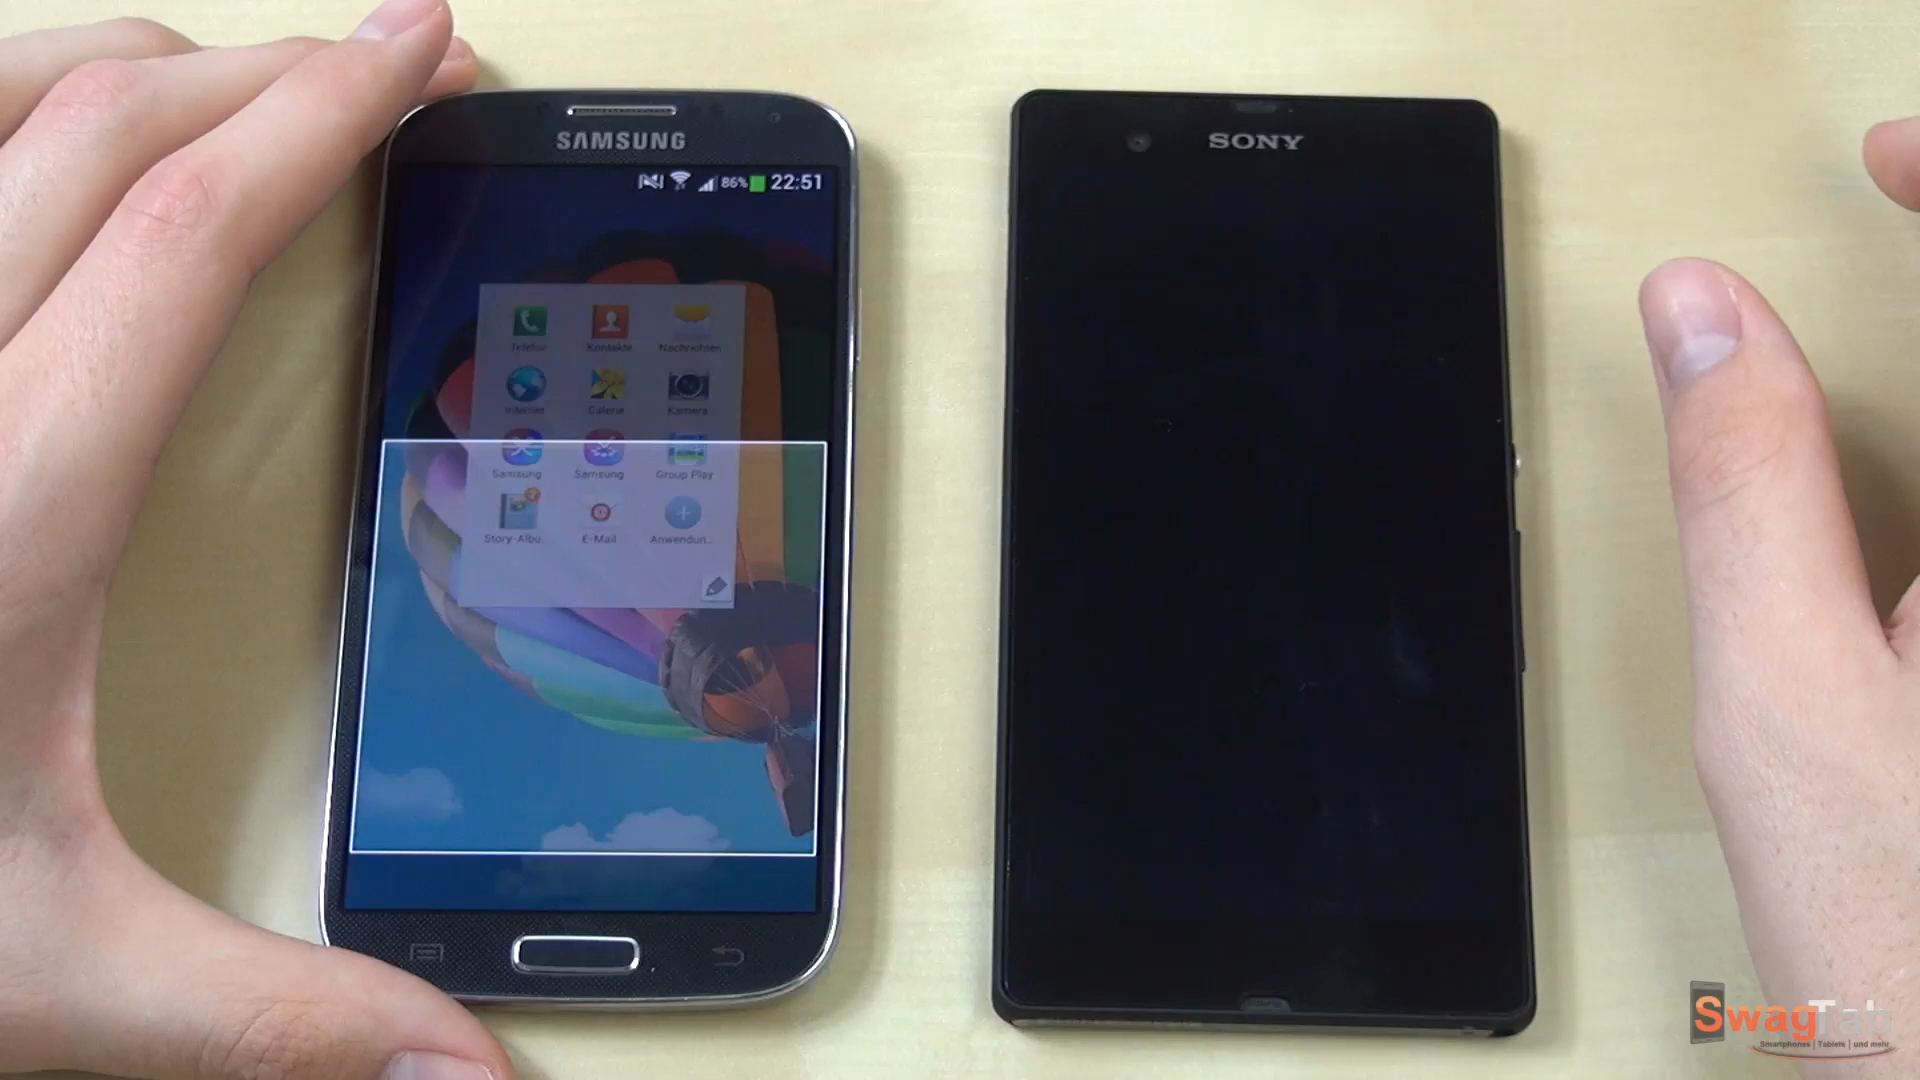 SAMSUNG
86% 22:51
Telefon Kontakte Nachrichten
Internet Galerie Kamera
Samsung Samsung Group Play
Story-Albu.. E-Mail Anwendun...
SONY
SwagTab
Smartphones | Tablets | und mehr